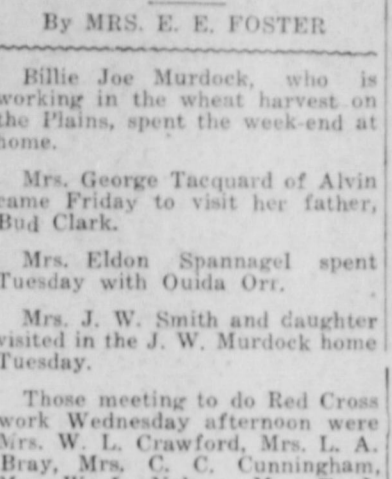 By MRS. E. E. FOSTER
Billie Joe Murdock, who is
working in the wheat harvest on
the Plains, spent the week-end at
home.
Mrs. George Tacquard of Alvin
came Friday to visit her father,
Bud Clark.
Mrs. Eldon Spannagel spent
Tuesday with Ouida Orr.
Mrs. J. W. Smith and daughter
visited in the J. W. Murdock home
Tuesday.
Those meeting to do Red Cross
work Wednesday afternoon were
Mrs. W. L. Crawford, Mrs. L. A.
Bray, Mrs. C. C. Cunningham,